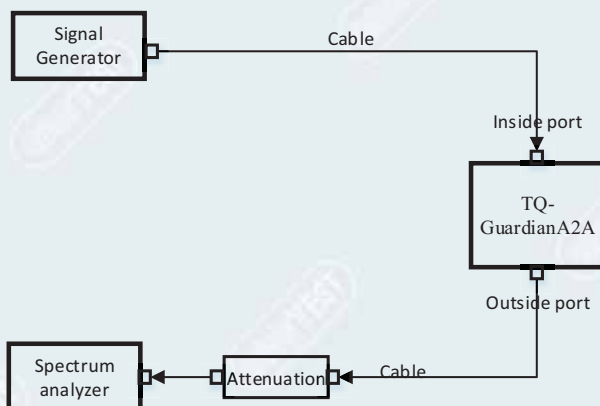 Signal
Generator
Cable
Inside port
TQ-
GuardianA2A
Outside port
Spectrum
analyzer
Attenuation
Cable